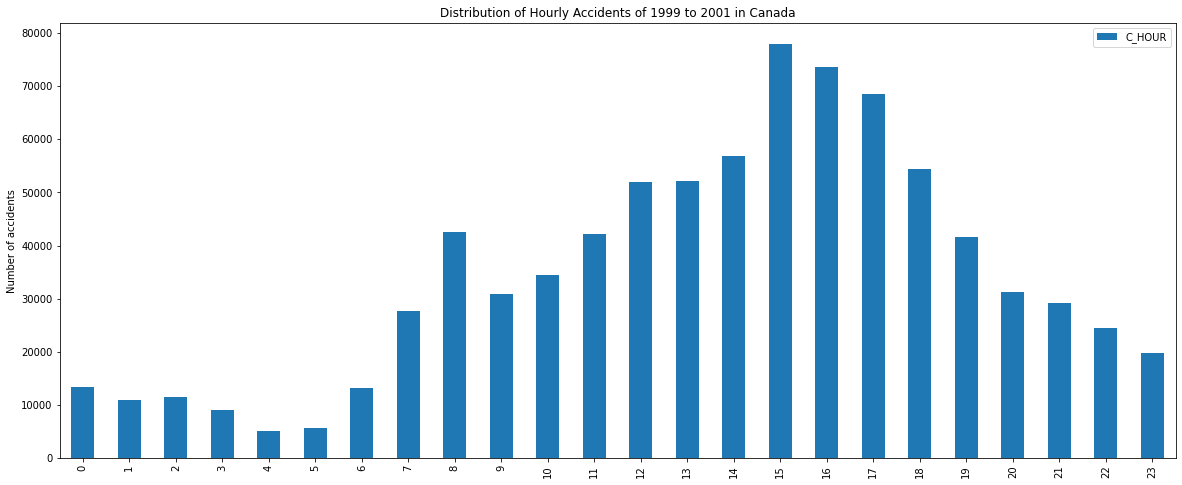 Distribution of Hourly Accidents of 1999 to 2001 in Canada
C_HOUR
Number of accidents
80000
70000
60000
50000
40000
30000
20000
10000
0
0 1 2 3 4 5 6 7 8 9 10 11 12 13 14 15 16 17 18 19 20 21 22 23